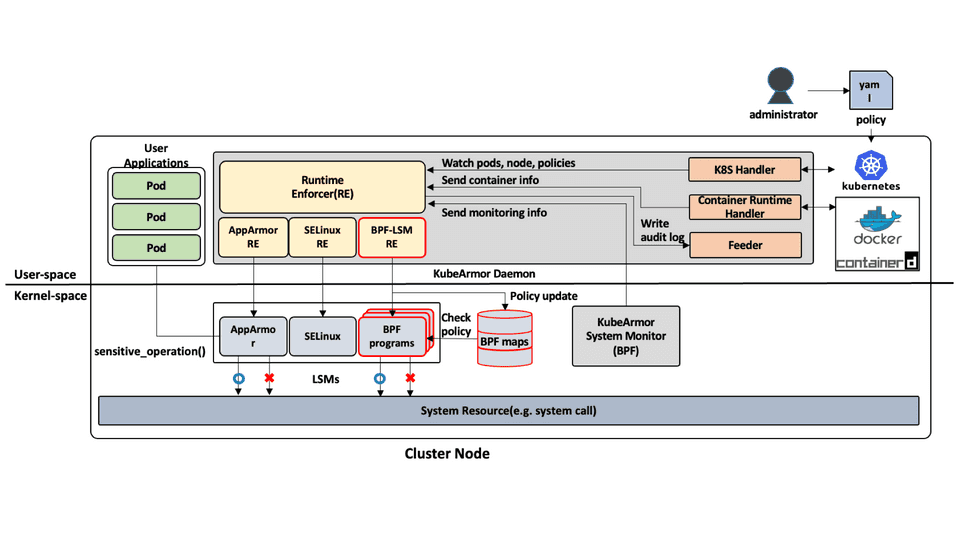 yam
l
administrator
policy
User
Applications
Pod
Pod
Pod
Runtime
Enforcer(RE)
AppArmor
RE
SELinux
RE
BPF-LSM
RE
Watch pods, node, policies
Send container info
Send monitoring info
Write
audit log
K8S Handler
Container Runtime
Handler
Feeder
kubernetes
docker
containerd
KubeArmor Daemon
User-space
Kernel-space
Policy update
Check
policy
BPF maps
KubeArmor
System Monitor
(BPF)
AppArmo
r
SELinux
BPF
programs
sensitive_operation()
LSMs
System Resource(e.g. system call)
Cluster Node